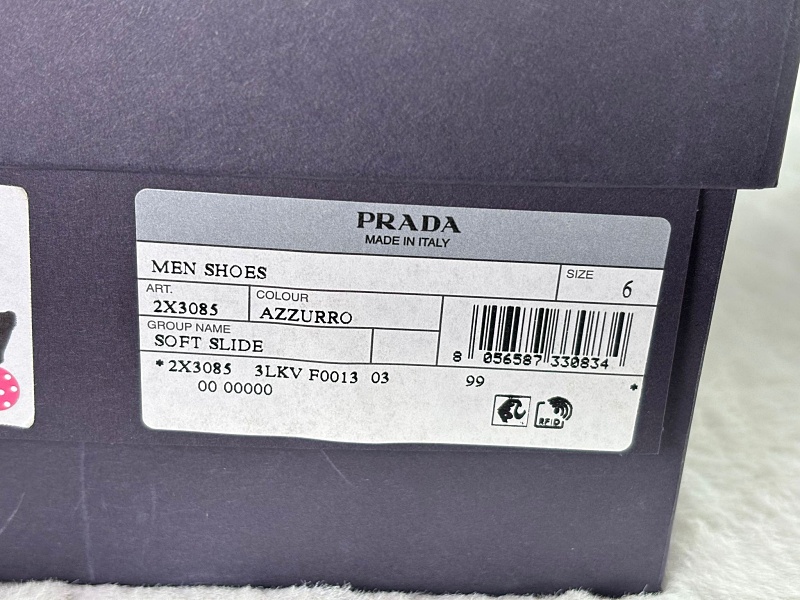 PRADA
MADE IN ITALY
MEN SHOES
SIZE 6
ART.
2X3085
COLOUR
AZZURRO
GROUP NAME
SOFT SLIDE
8 056587 330834
*2X3085 3LKV F0013 03 99 *
00 00000
RFID